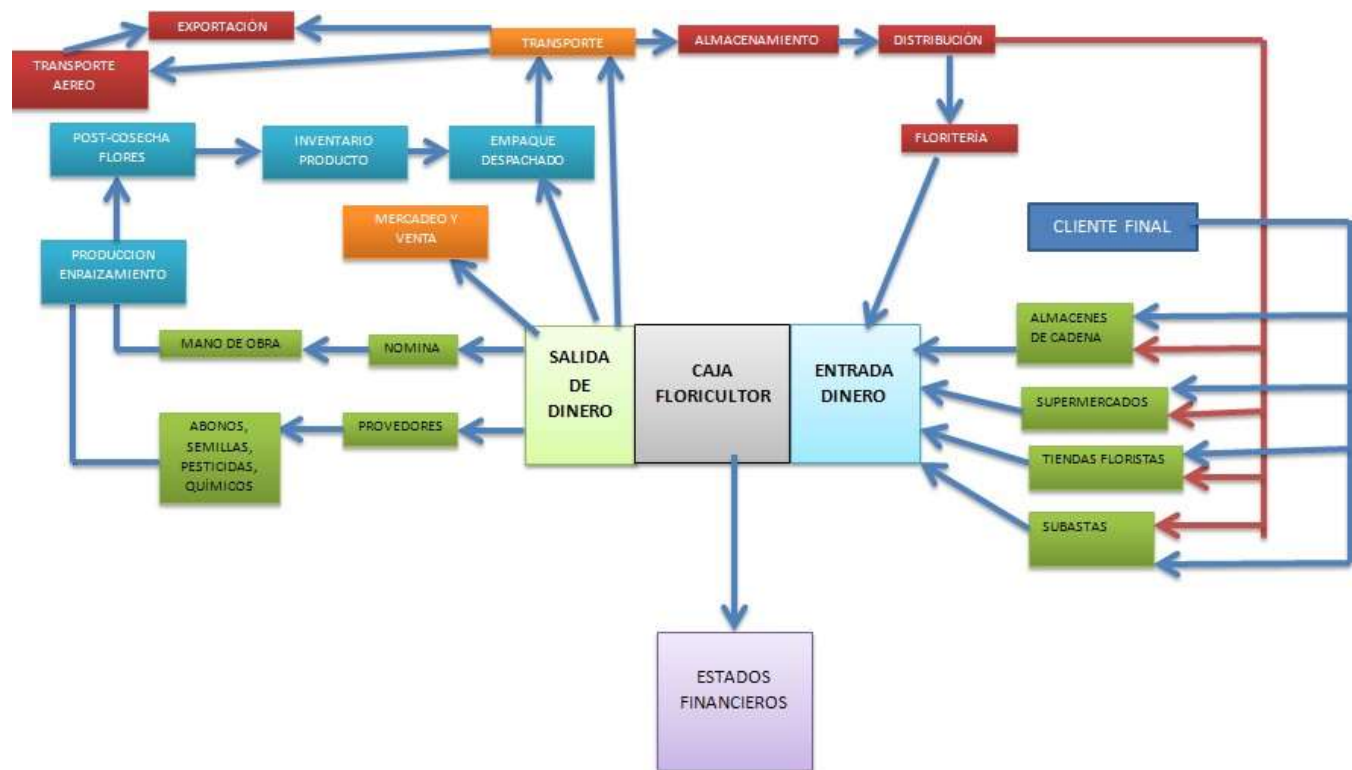 EXPORTACIÓN
TRANSPORTE
ALMACENAMIENTO
DISTRIBUCIÓN
TRANSPORTE
AEREO
POST-COSECHA
FLORES
INVENTARIO
PRODUCTO
EMPAQUE
DESPACHADO
FLORITERÍA
MERCADEO Y
VENTA
CLIENTE FINAL
PRODUCCION
ENRAIZAMIENTO
MANO DE OBRA
NOMINA
SALIDA
DE
DINERO
CAJA
FLORICULTOR
ENTRADA
DINERO
ALMACENES
DE CADENA
SUPERMERCADOS
ABONOS,
SEMILLAS,
PESTICIDAS,
QUÍMICOS
PROVEDORES
TIENDAS FLORISTAS
SUBASTAS
ESTADOS
FINANCIEROS